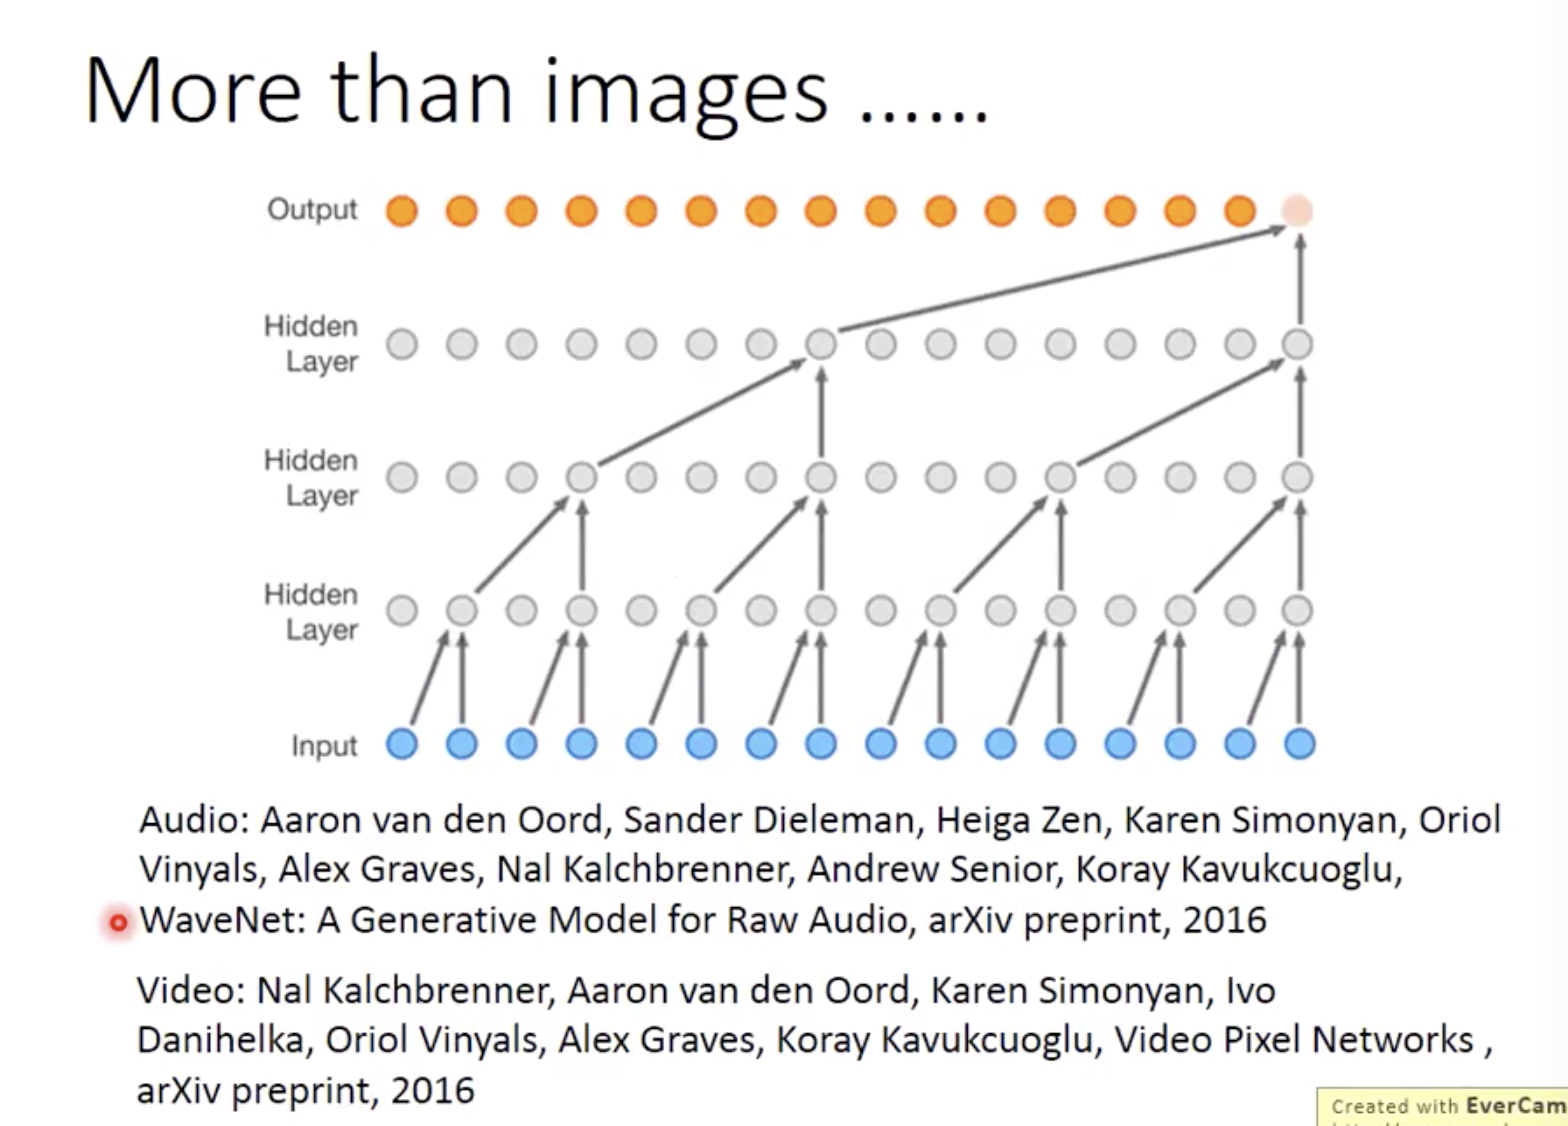 More than images ......
Output
Hidden
Layer
Hidden
Layer
Hidden
Layer
Input
Audio: Aaron van den Oord, Sander Dieleman, Heiga Zen, Karen Simonyan, Oriol
Vinyals, Alex Graves, Nal Kalchbrenner, Andrew Senior, Koray Kavukcuoglu,
WaveNet: A Generative Model for Raw Audio, arXiv preprint, 2016
Video: Nal Kalchbrenner, Aaron van den Oord, Karen Simonyan, Ivo
Danihelka, Oriol Vinyals, Alex Graves, Koray Kavukcuoglu, Video Pixel Networks ,
arXiv preprint, 2016
Created with EverCam